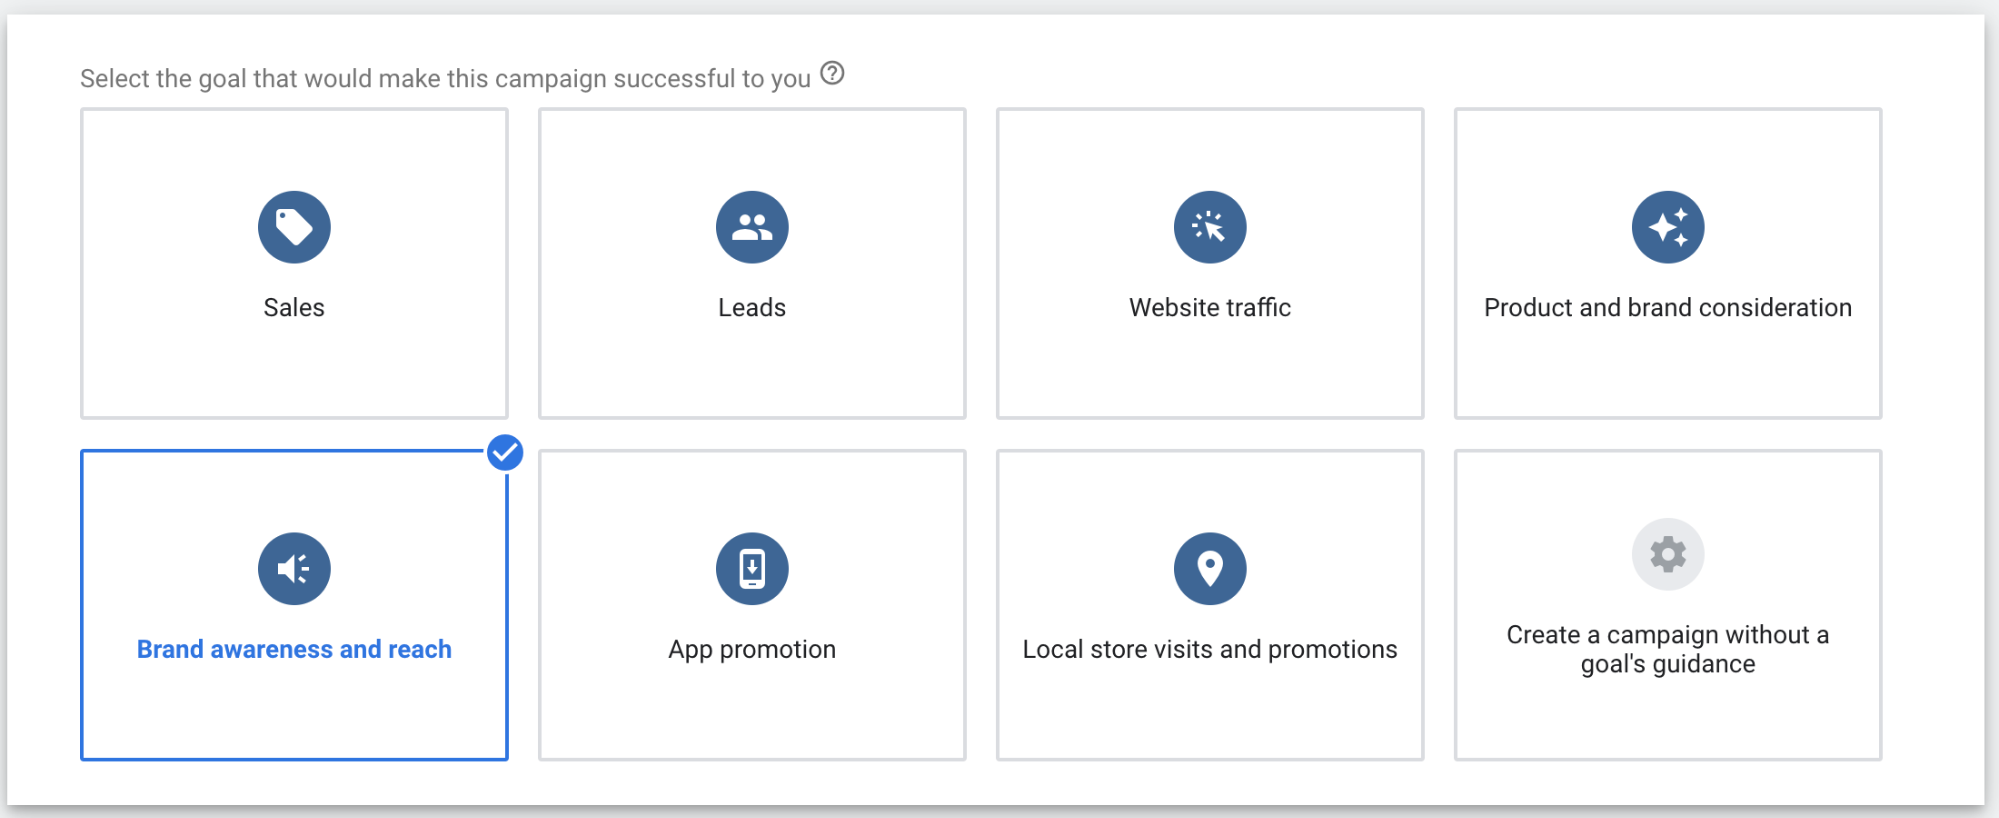 Select the goal that would make this campaign successful to you
Sales
Leads
Website traffic
Product and brand consideration
Brand awareness and reach
App promotion
Local store visits and promotions
Create a campaign without a
goal's guidance